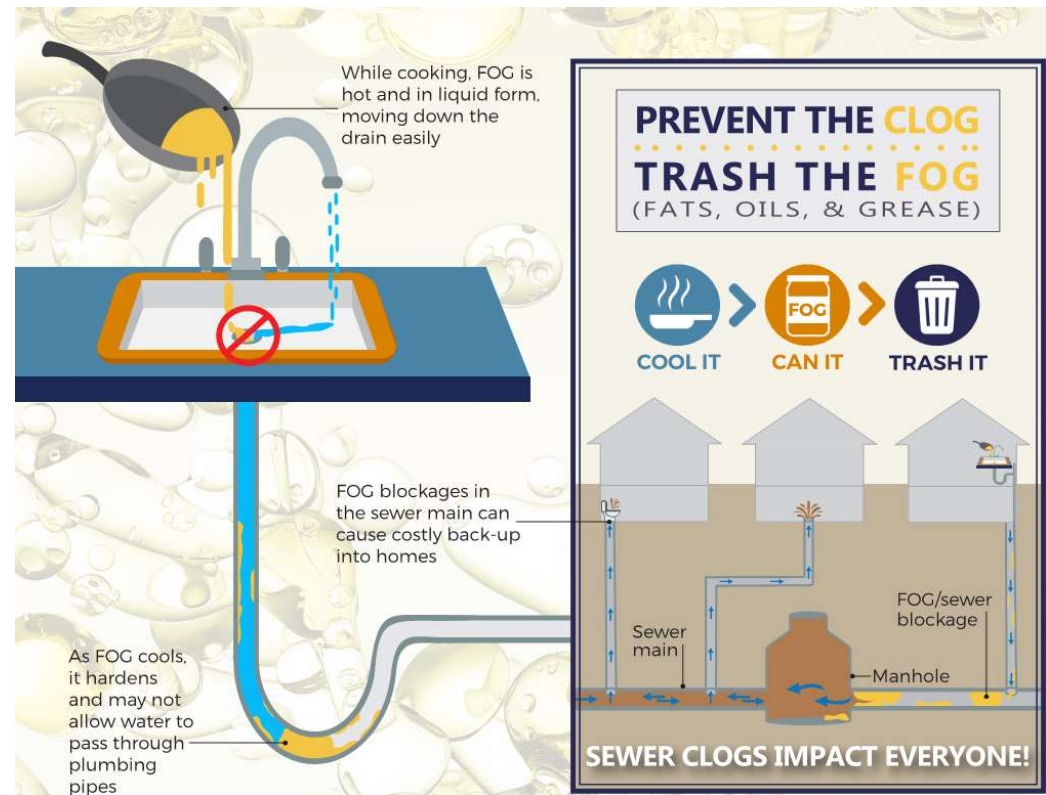 While cooking, FOG is
hot and in liquid form,
moving down the
drain easily
FOG blockages in
the sewer main can
cause costly back-up
into homes
As FOG cools,
it hardens
and may not
allow water to
pass through
plumbing
pipes
PREVENT THE CLOG
TRASH THE FOG
(FATS, OILS, & GREASE)
FOG
COOL IT
CAN IT
TRASH IT
FOG/sewer
blockage
Sewer
main
Manhole
SEWER CLOGS IMPACT EVERYONE!